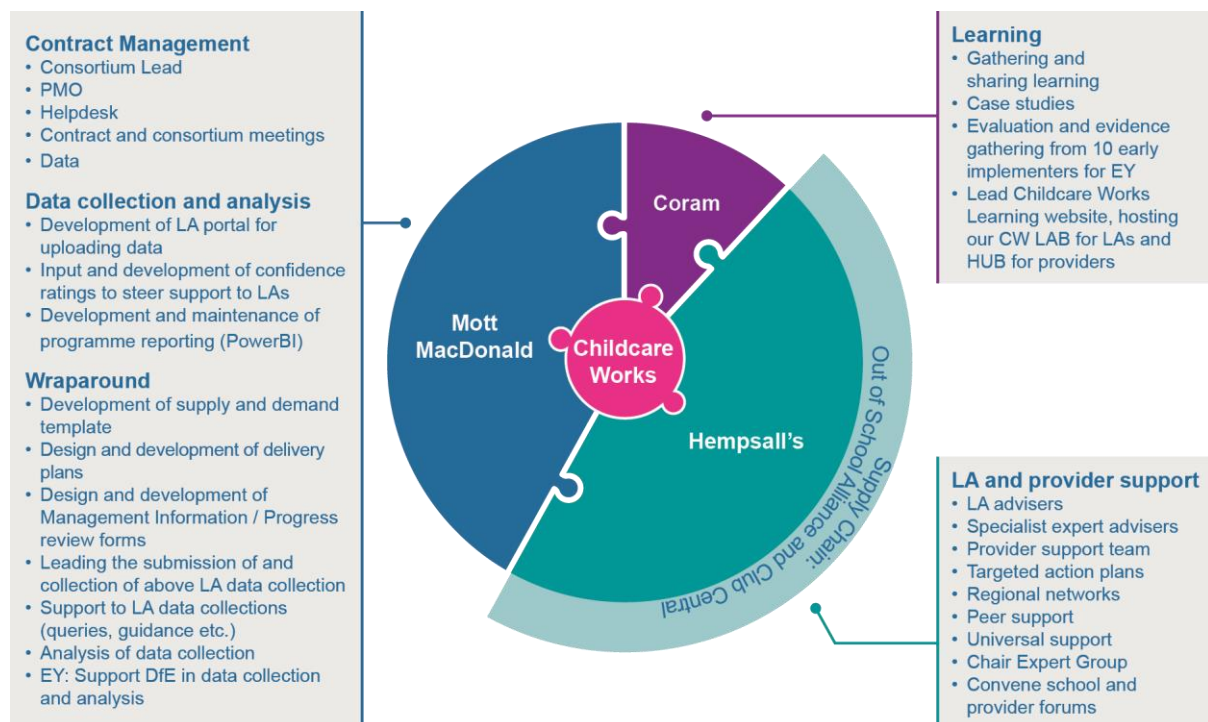 Contract Management
• Consortium Lead
• PMO
• Helpdesk
• Contract and consortium meetings
• Data
Data collection and analysis
• Development of LA portal for
uploading data
• Input and development of confidence
ratings to steer support to LAs
• Development and maintenance of
programme reporting (PowerBI)
Wraparound
• Development of supply and demand
template
• Design and development of delivery
plans
• Design and development of
Management Information / Progress
review forms
• Leading the submission of and
collection of above LA data collection
• Support to LA data collections
(queries, guidance etc.)
• Analysis of data collection
• EY: Support DfE in data collection
and analysis
Mott
MacDonald
Coram
Childcare
Works
Hempsall's
Supply Chain:
Out of School Alliance and Club Central
Learning
• Gathering and
sharing learning
• Case studies
• Evaluation and evidence
gathering from 10 early
implementers for EY
• Lead Childcare Works
Learning website, hosting
our CW LAB for LAs and
HUB for providers
LA and provider support
• LA advisers
• Specialist expert advisers
• Provider support team
• Targeted action plans
• Regional networks
• Peer support
• Universal support
• Chair Expert Group
• Convene school and
provider forums